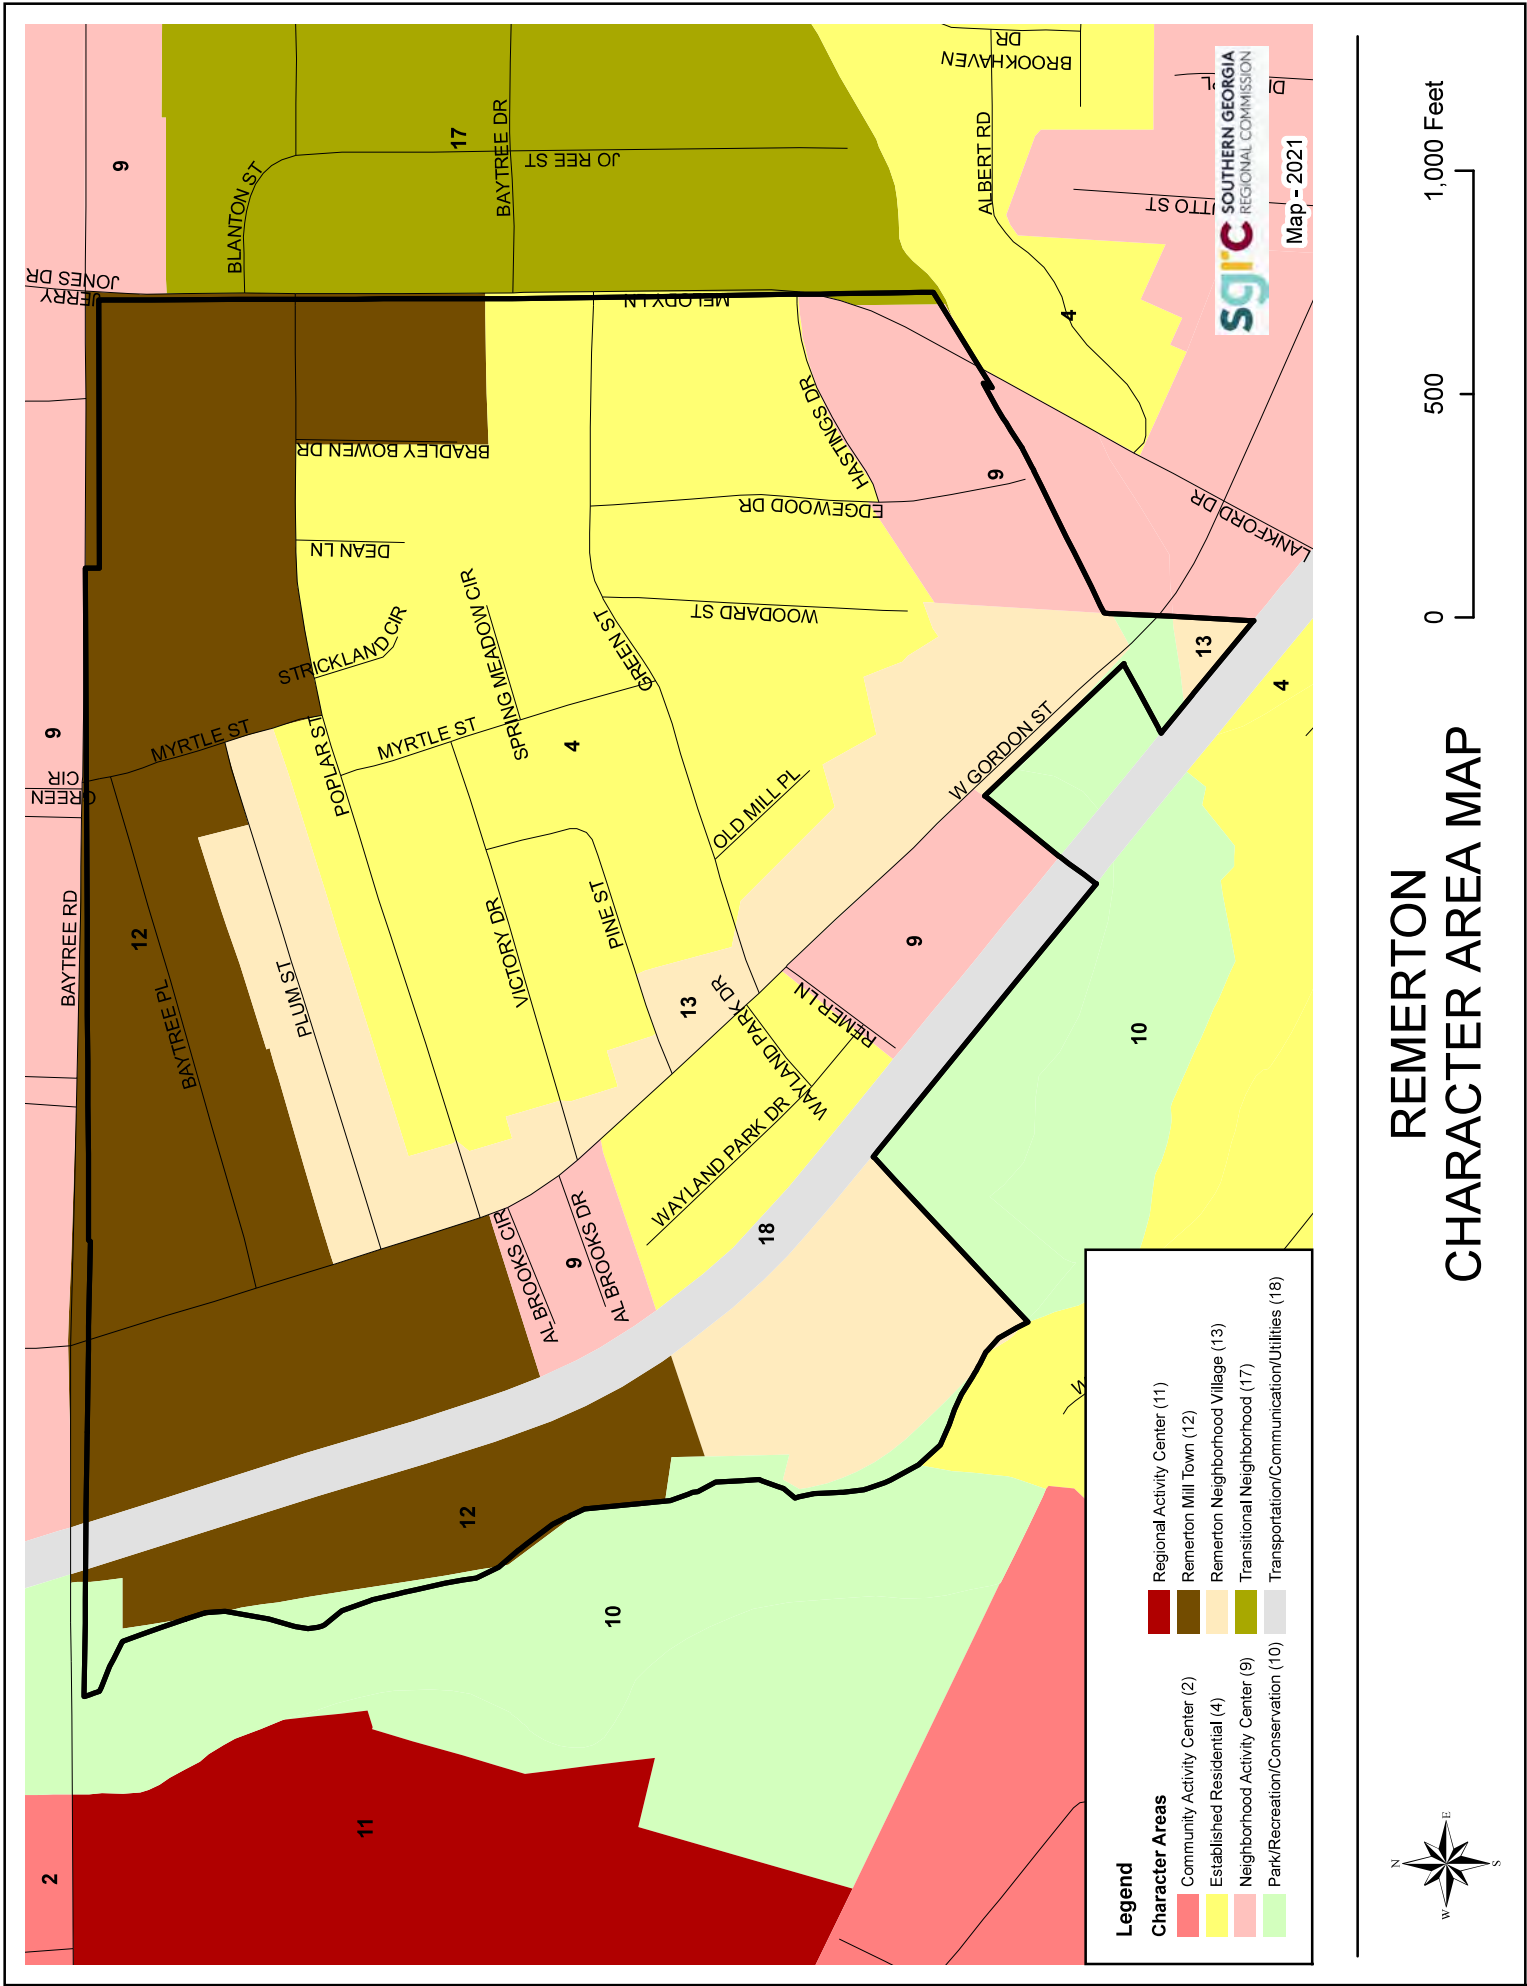 REMERTON
CHARACTER AREA MAP
0 500 1,000 Feet
N
E
S
W
Legend
Character Areas
Community Activity Center (2)
Established Residential (4)
Neighborhood Activity Center (9)
Park/Recreation/Conservation (10)
Regional Activity Center (11)
Remerton Mill Town (12)
Remerton Neighborhood Village (13)
Transitional Neighborhood (17)
Transportation/Communication/Utilities (18)
sgrc SOUTHERN GEORGIA
REGIONAL COMMISSION
Map - 2021
2
9
9
11
12
12
10
10
18
17
13
13
9
9
9
4
4
4
BAYTREE RD
GREEN
CIR
JERRY
JONES DR
BLANTON ST
BAYTREE DR
JO REE ST
BROOKHAVEN
DR
ALBERT RD
MELODY LN
BRADLEY BOWEN DR
DEAN LN
STRICKLAND CIR
SPRING MEADOW CIR
MYRTLE ST
MYRTLE ST
POPLAR ST
GREEN ST
WOODARD ST
EDGEWOOD DR
HASTINGS DR
LANKFORD DR
W GORDON ST
OLD MILL PL
PINE ST
VICTORY DR
PLUM ST
BAYTREE PL
AL BROOKS CIR
AL BROOKS DR
WAYLAND PARK DR
WAYLAND PARK DR
REMER LN